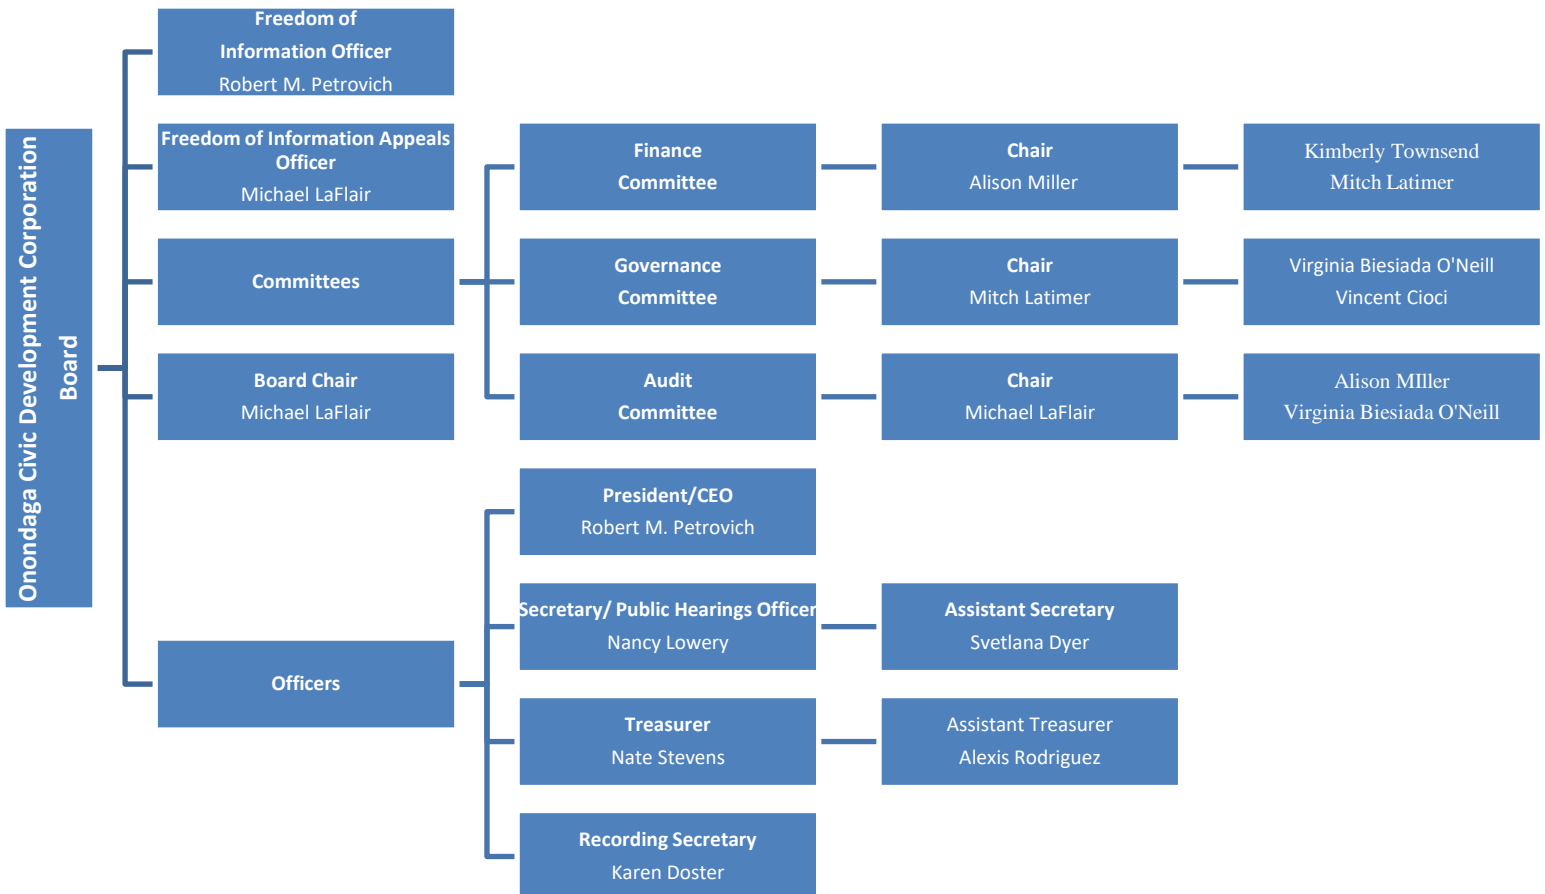 Onondaga Civic Development Corporation
Board
Freedom of
Information Officer
Robert M. Petrovich
Freedom of Information Appeals
Officer
Michael LaFlair
Committees
Finance
Committee
Chair
Alison Miller
Kimberly Townsend
Mitch Latimer
Governance
Committee
Chair
Mitch Latimer
Virginia Biesiada O'Neill
Vincent Cioci
Audit
Committee
Chair
Michael LaFlair
Alison MIller
Virginia Biesiada O'Neill
Board Chair
Michael LaFlair
Officers
President/CEO
Robert M. Petrovich
Secretary/ Public Hearings Officer
Nancy Lowery
Assistant Secretary
Svetlana Dyer
Treasurer
Nate Stevens
Assistant Treasurer
Alexis Rodriguez
Recording Secretary
Karen Doster